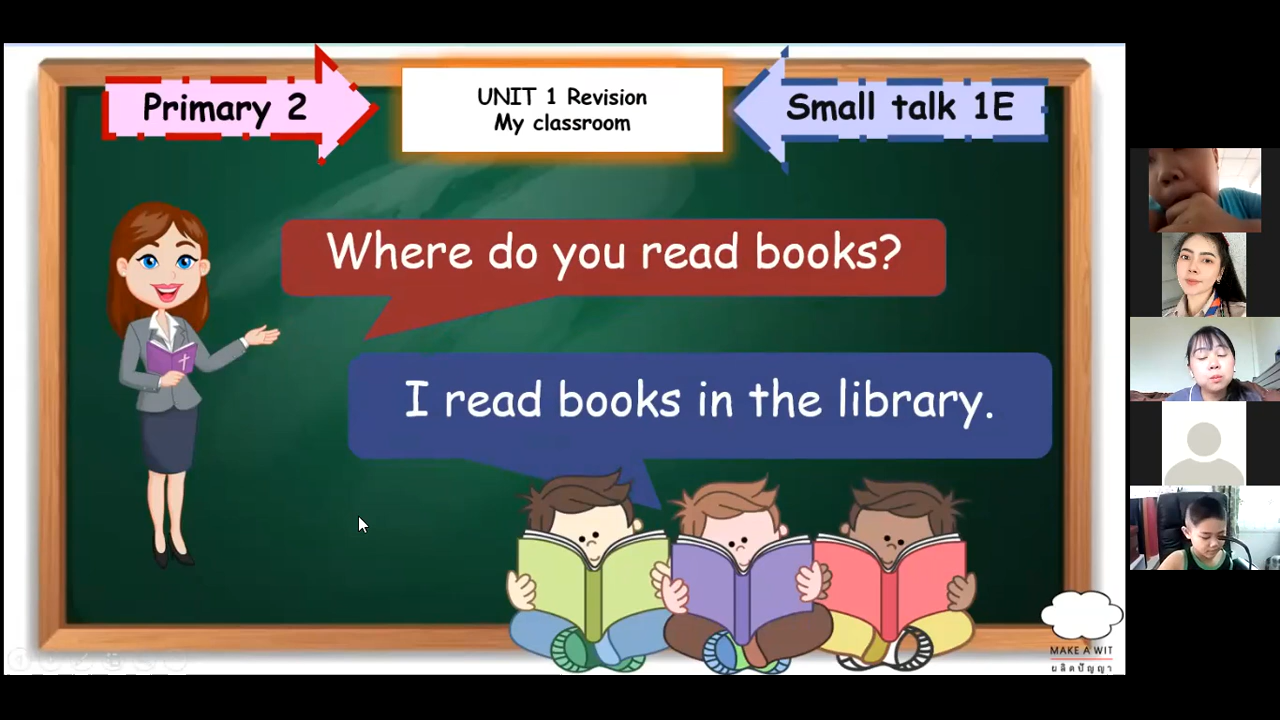 Primary 2
UNIT 1 Revision
My classroom
Small talk 1E
Where do you read books?
I read books in the library.
MAKE A WIT
ผลิตปัญญา